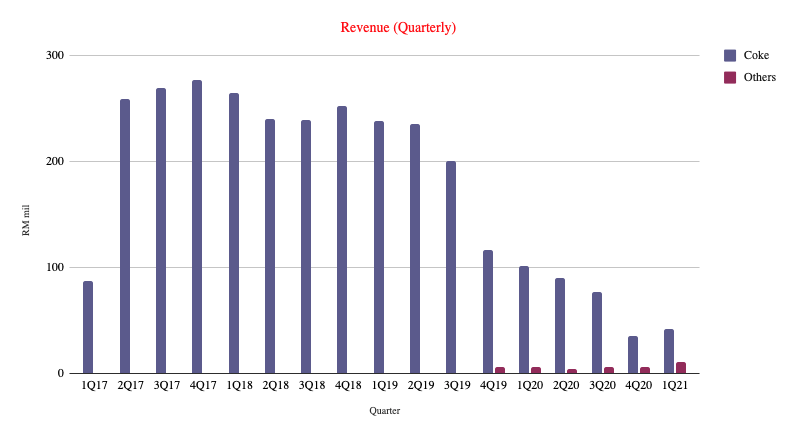 Revenue (Quarterly)
300
200
100
0
RM mil
1Q17 2Q17 3Q17 4Q17 1Q18 2Q18 3Q18 4Q18 1Q19 2Q19 3Q19 4Q19 1Q20 2Q20 3Q20 4Q20 1Q21
Quarter
Coke
Others